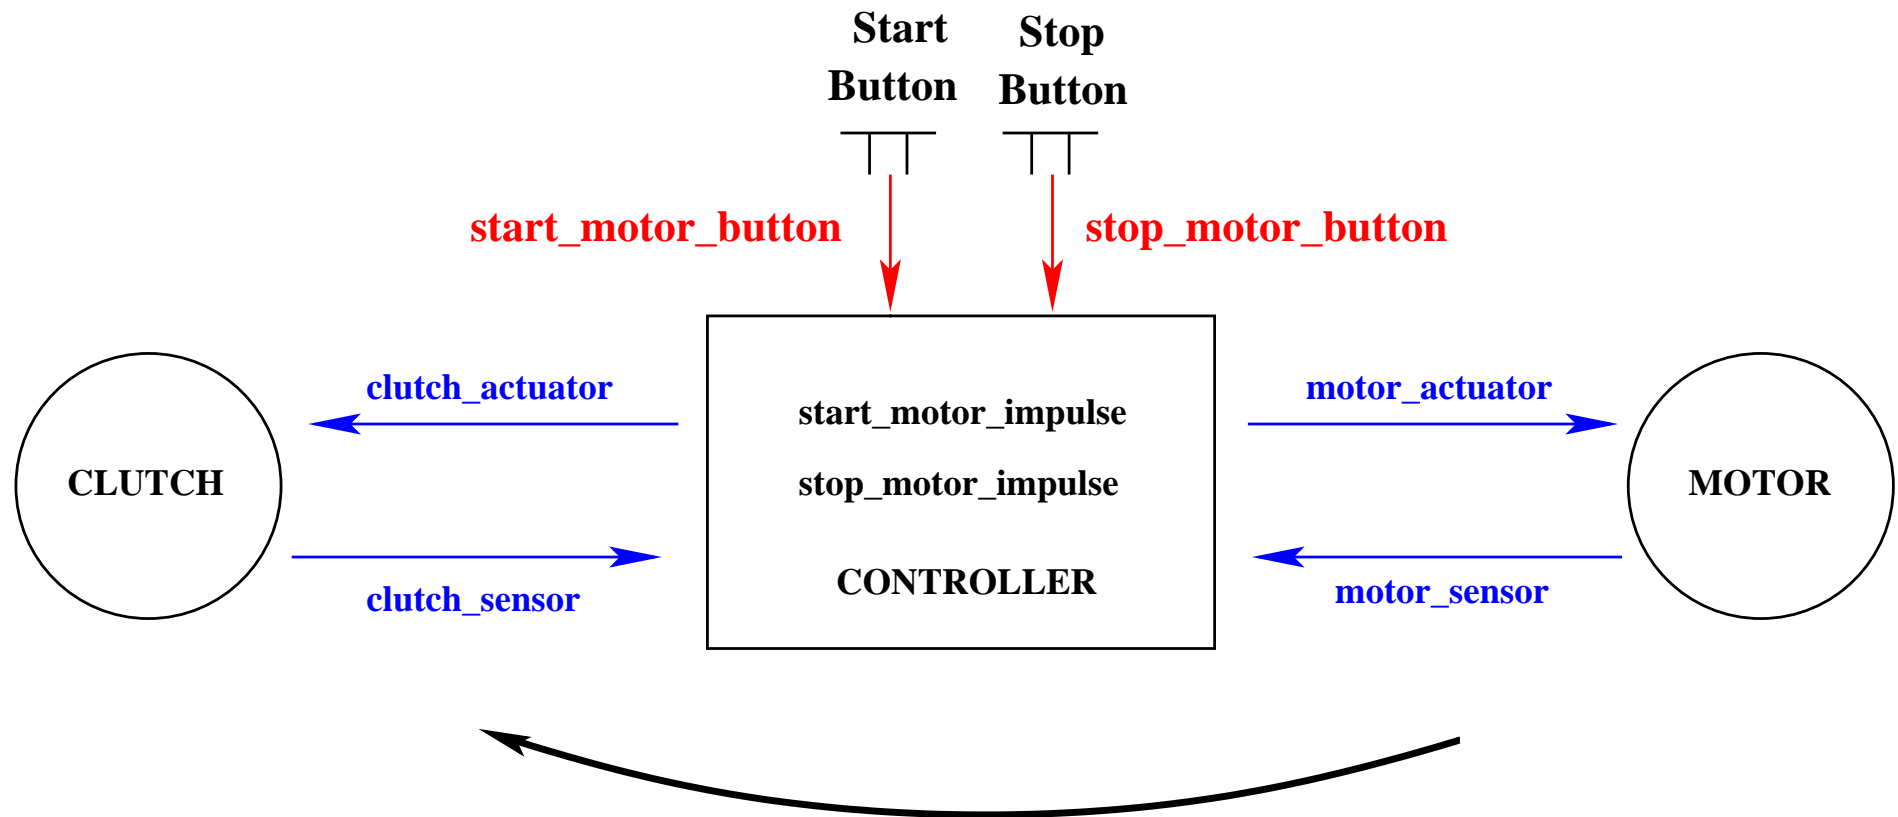 Start
Button
Stop
Button
start_motor_button
stop_motor_button
clutch_actuator
motor_actuator
start_motor_impulse
CLUTCH
stop_motor_impulse
MOTOR
CONTROLLER
clutch_sensor
motor_sensor